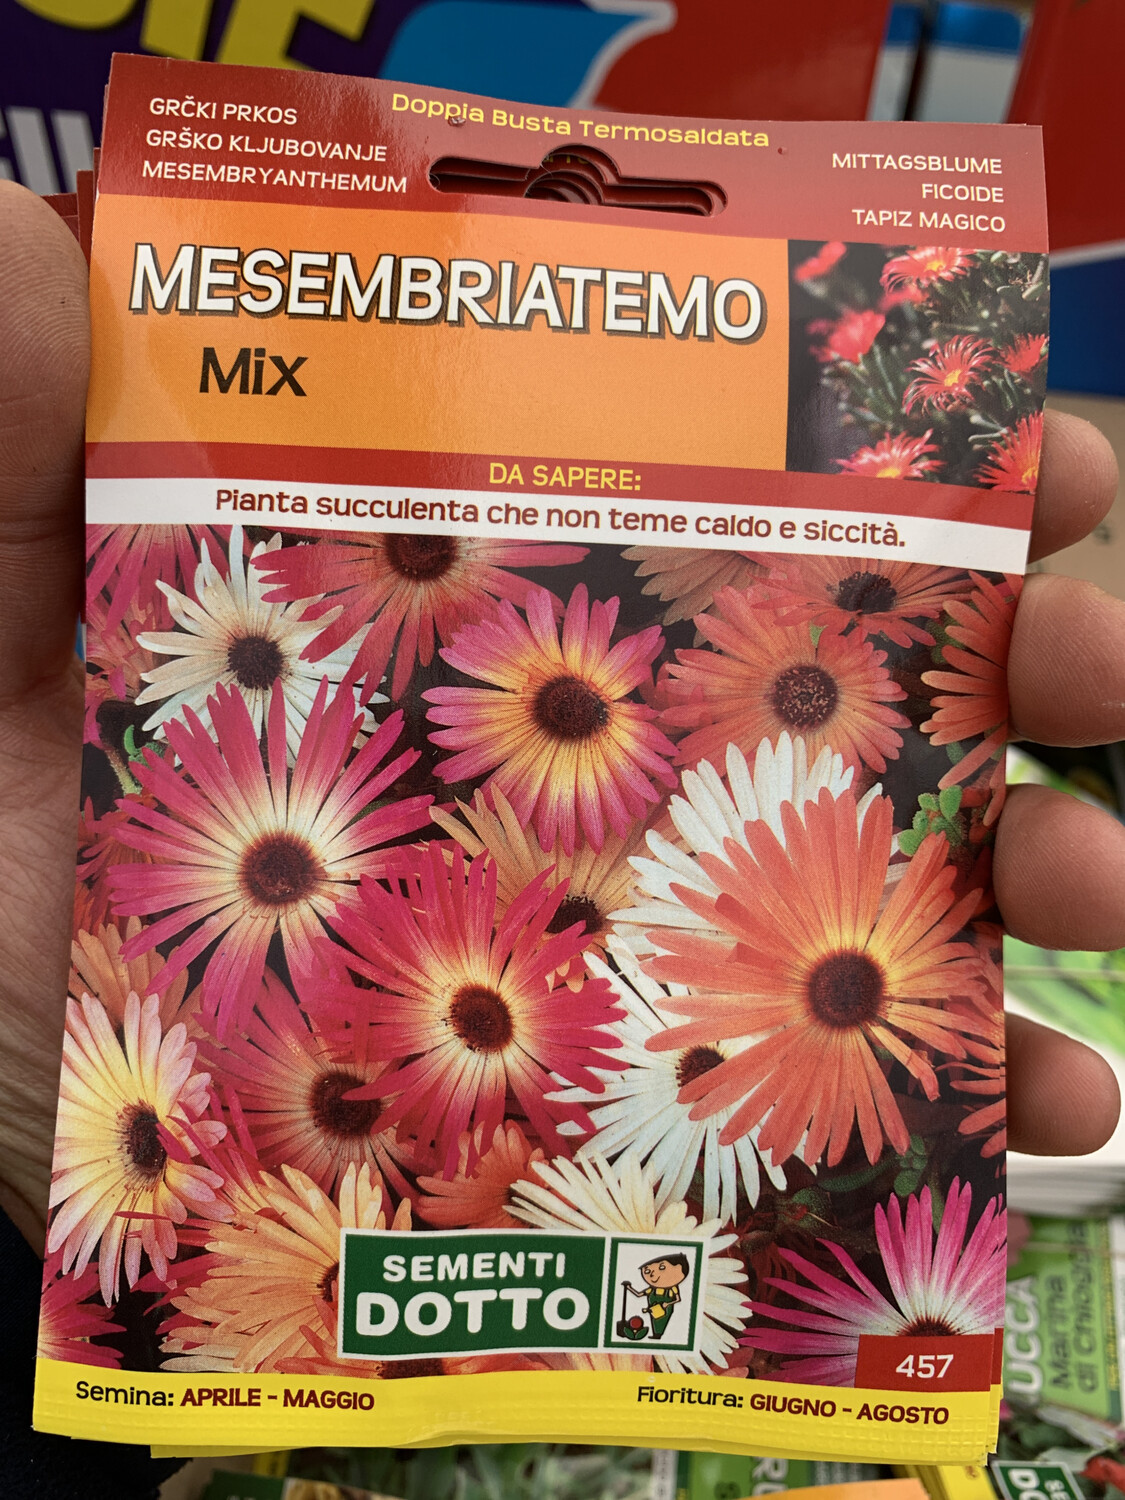 Doppia Busta Termosaldata
GRČKI PRKOS
GRŠKO KLJUBOVANJE
MESEMBRYANTHEMUM
MITTAGSBLUME
FICOIDE
TAPIZ MAGICO
MESEMBRIATEMO
Mix
DA SAPERE:
Pianta succulenta che non teme caldo e siccità.
SEMENTI
DOTTO
457
Semina: APRILE - MAGGIO
Fioritura: GIUGNO - AGOSTO